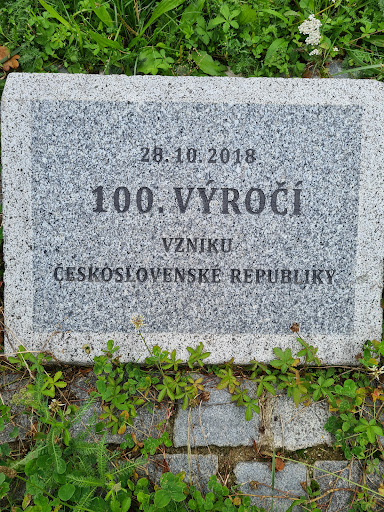 28.10.2018
100. VÝROČÍ
VZNIKU
ČESKOSLOVENSKÉ REPUBLIKY